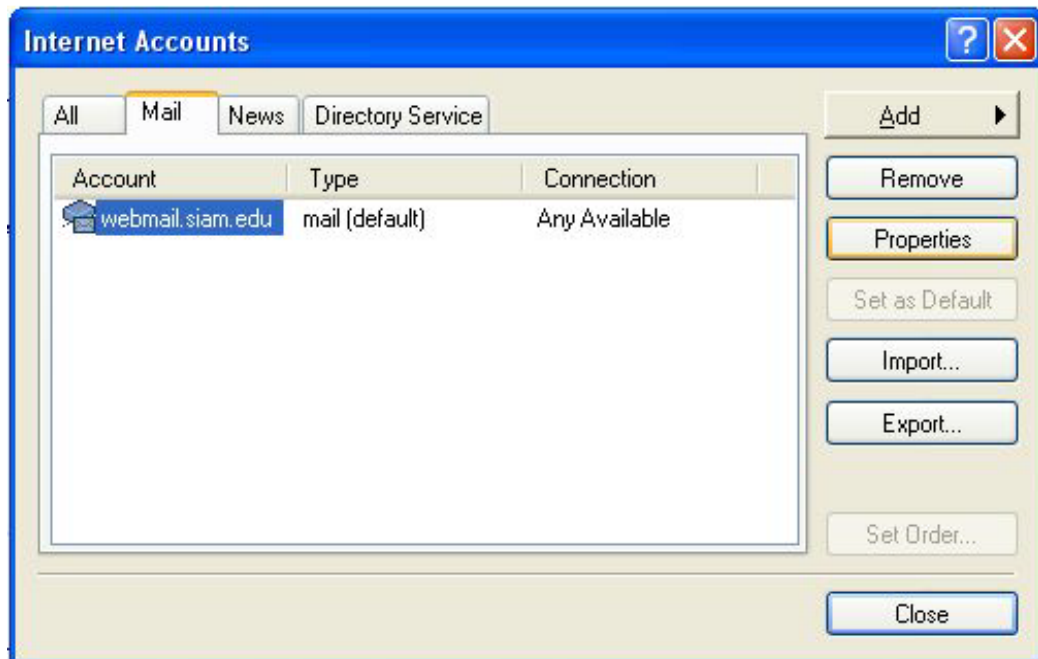 Internet Accounts
All Mail News Directory Service
Account Type Connection
webmail.siam.edu mail (default) Any Available
Add
Remove
Properties
Set as Default
Import...
Export...
Set Order...
Close